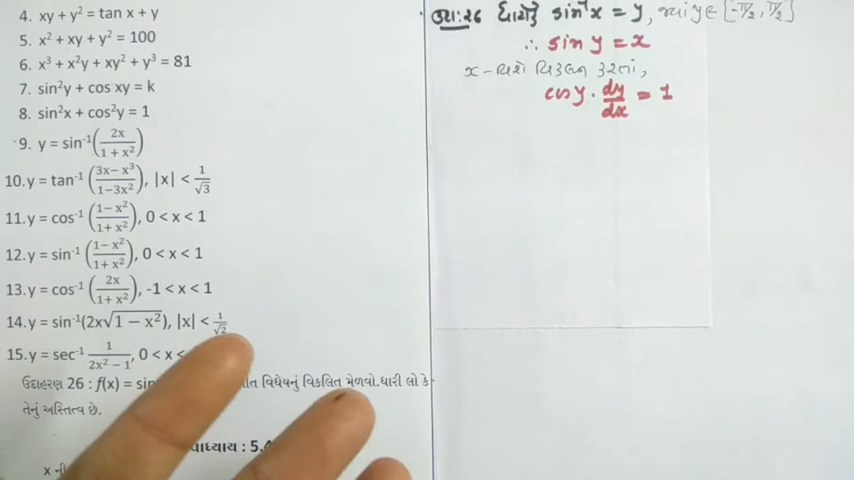 4. xy + y² = tan x + y
5. x² + xy + y² = 100
6. x³ + x²y + xy² + y³ = 81
7. sin²y + cos xy = k
8. sin²x + cos²y = 1
9. y = sin⁻¹(2x/(1 + x²))
10. y = tan⁻¹((3x − x³)/(1−3x²)), |x| < 1/√3
11. y = cos⁻¹((1− x²)/(1+ x²)), 0 < x < 1
12. y = sin⁻¹((1− x²)/(1+ x²)), 0 < x < 1
13. y = cos⁻¹(2x/(1+ x²)), -1 < x < 1
14. y = sin⁻¹(2x√(1 − x²)), |x| < 1/√2
15. y = sec⁻¹ 1/(2x² − 1), 0 < x <
ઉદાહરણ 26 : f(x) = sin વિધેયનું વિકલિત મેળવો.ધારી લો કે
તેનું અસ્તિત્વ છે.
: 5.
x ની
ઉદા:26 ધારોકે sin⁻¹x = y, જ્યાં y ∈ [-π/2, π/2]
∴ sin y = x
x - વિકલન કરતાં,
cos y · dy/dx = 1